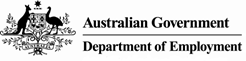 Australian Government
Department of Employment